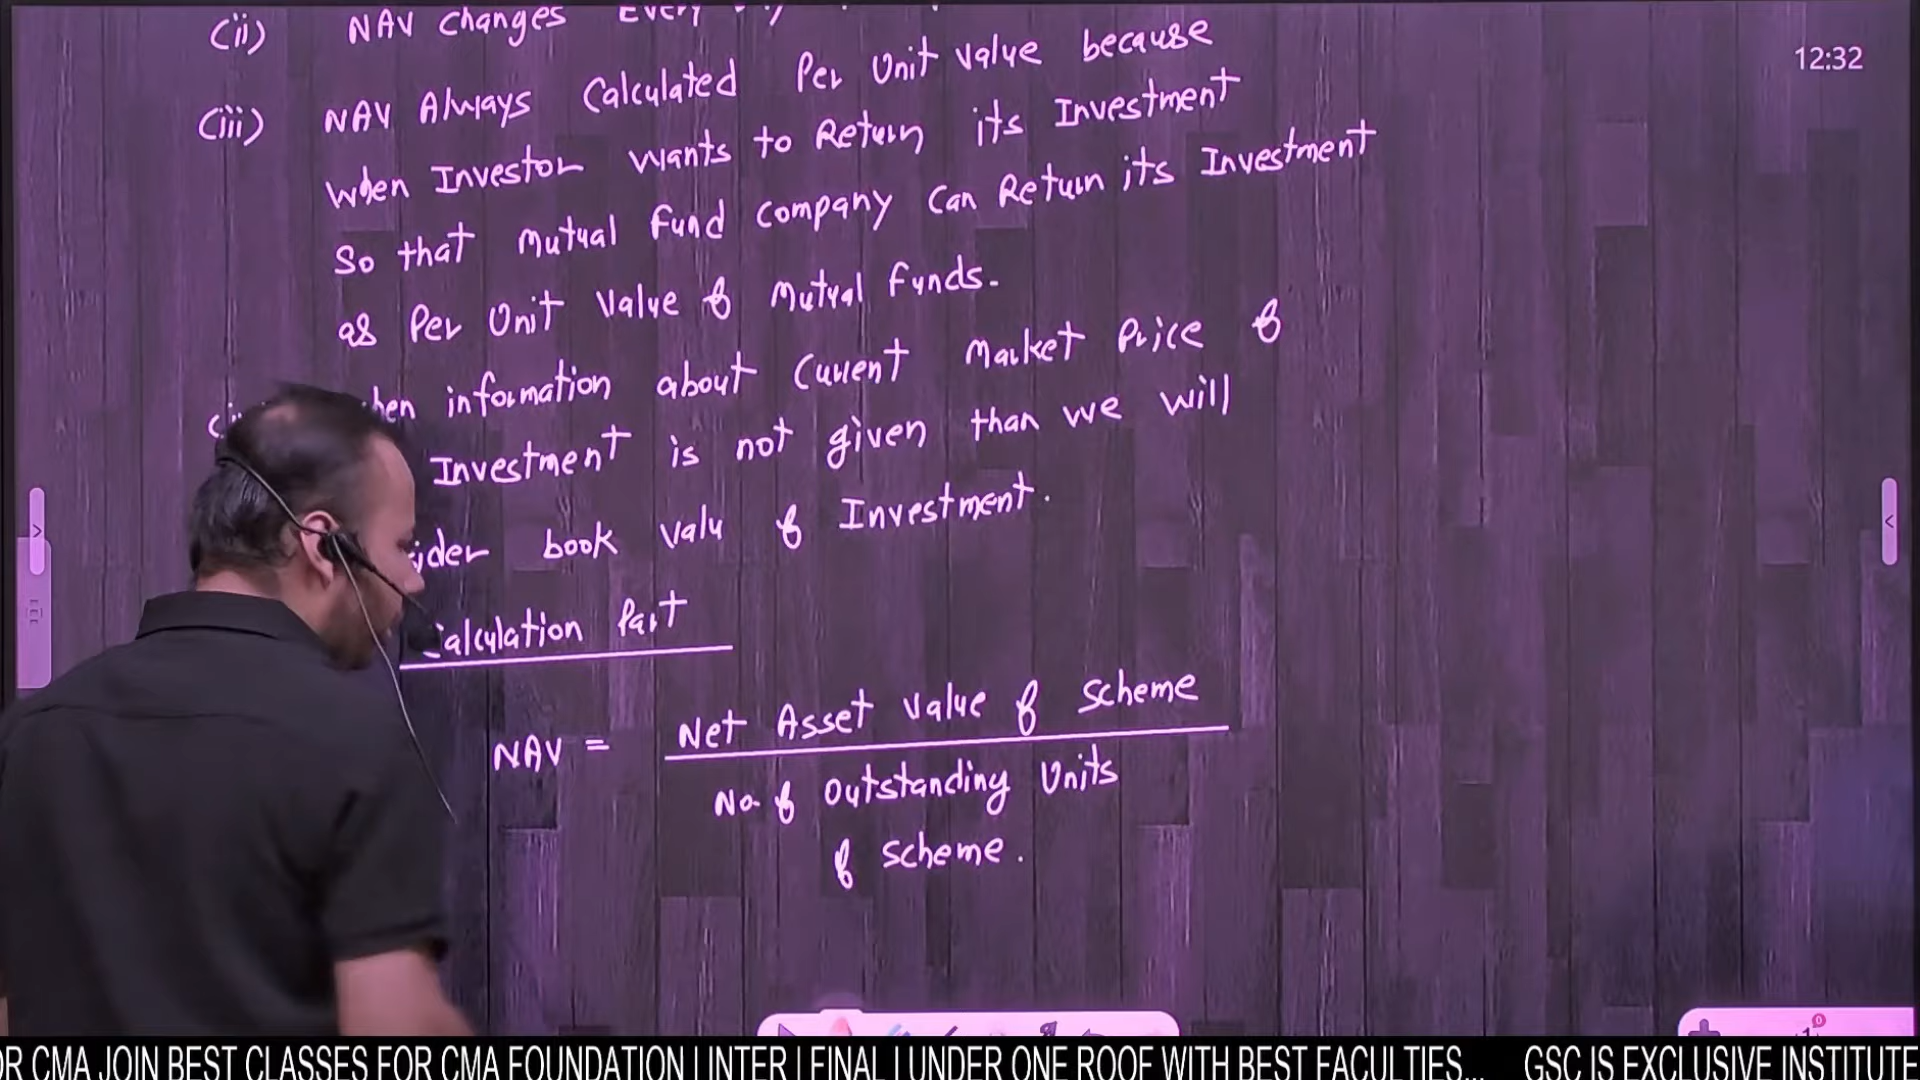 (ii) NAV Changes Every
12:32
(iii) NAV Always Calculated Per Unit Value because
when Investor wants to Return its Investment
So that mutual fund company Can Return its Investment
as Per Unit Value of Mutual Funds.
information about Current Market Price of
Investment is not given than we will
book valu of Investment.
Calculation Part
NAV = Net Asset Value of Scheme
No. of Outstanding Units
of Scheme.
OR CMA JOIN BEST CLASSES FOR CMA FOUNDATION | INTER | FINAL | UNDER ONE ROOF WITH BEST FACULTIES... GSC IS EXCLUSIVE INSTITUTE